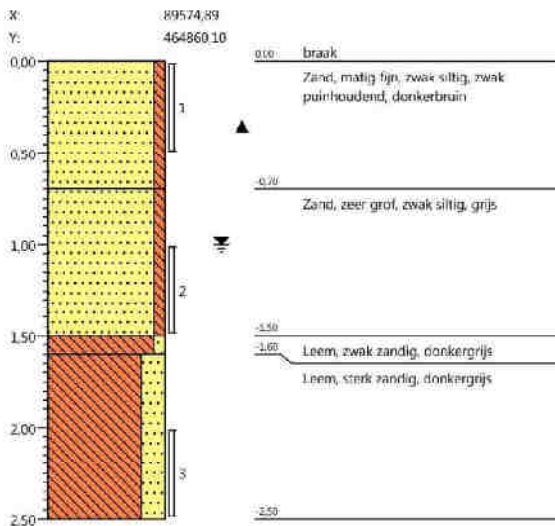 X: 89574,89
Y: 464860,10
0,00
0,50
1,00
1,50
2,00
2,50
1
2
3
0,00
braak
Zand, matig fijn, zwak siltig, zwak
puinhoudend, donkerbruin
-0,70
Zand, zeer grof, zwak siltig, grijs
-1,50
Leem, zwak zandig, donkergrijs
-1,60
Leem, sterk zandig, donkergrijs
-2,50